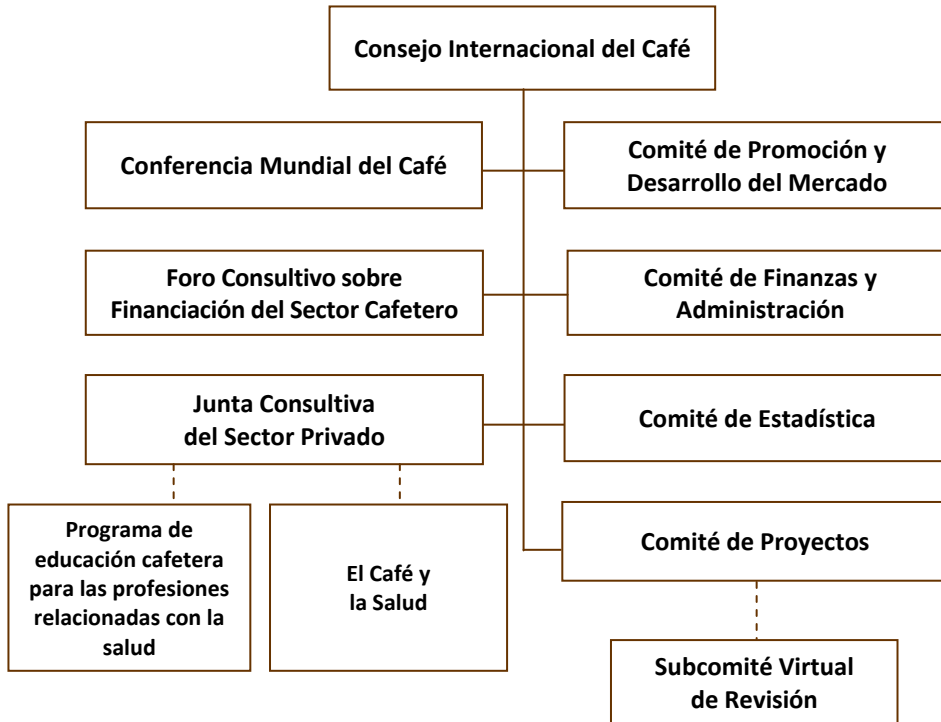 Consejo Internacional del Café
Conferencia Mundial del Café
Comité de Promoción y
Desarrollo del Mercado
Foro Consultivo sobre
Financiación del Sector Cafetero
Comité de Finanzas y
Administración
Junta Consultiva
del Sector Privado
Comité de Estadística
Programa de
educación cafetera
para las profesiones
relacionadas con la
salud
El Café y
la Salud
Comité de Proyectos
Subcomité Virtual
de Revisión